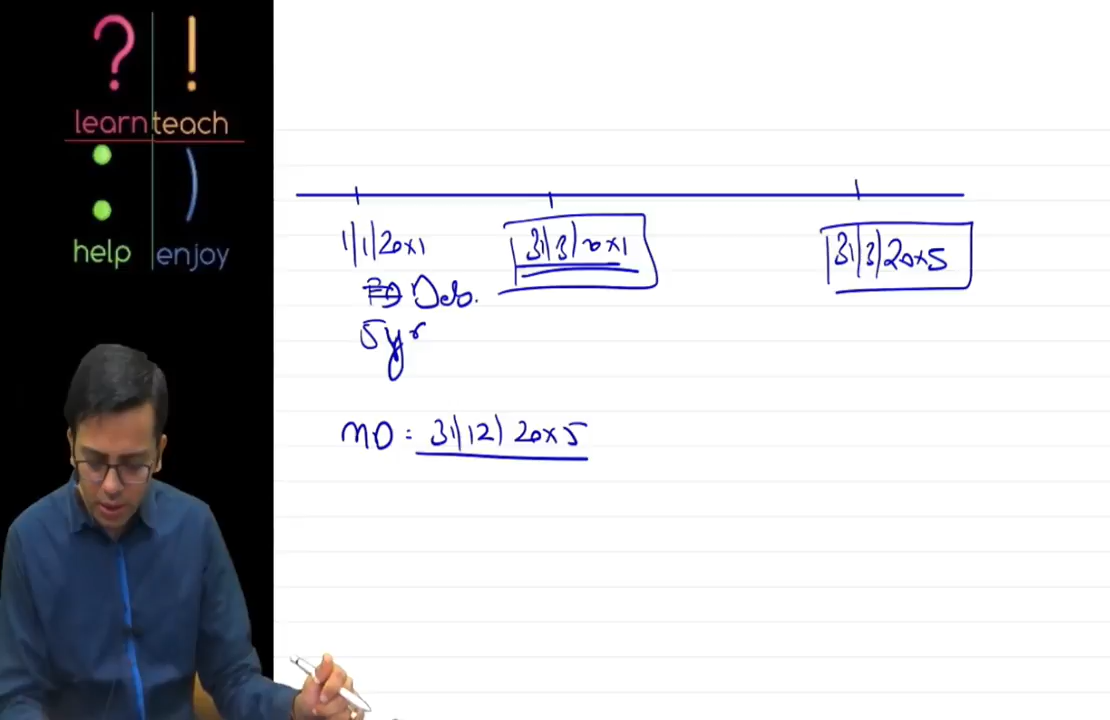 ? !
learn teach
: )
help enjoy
1/1/20x1 31/3/20x1 31/3/20x5
Deb.
5yr
MD = 31/12/20x5